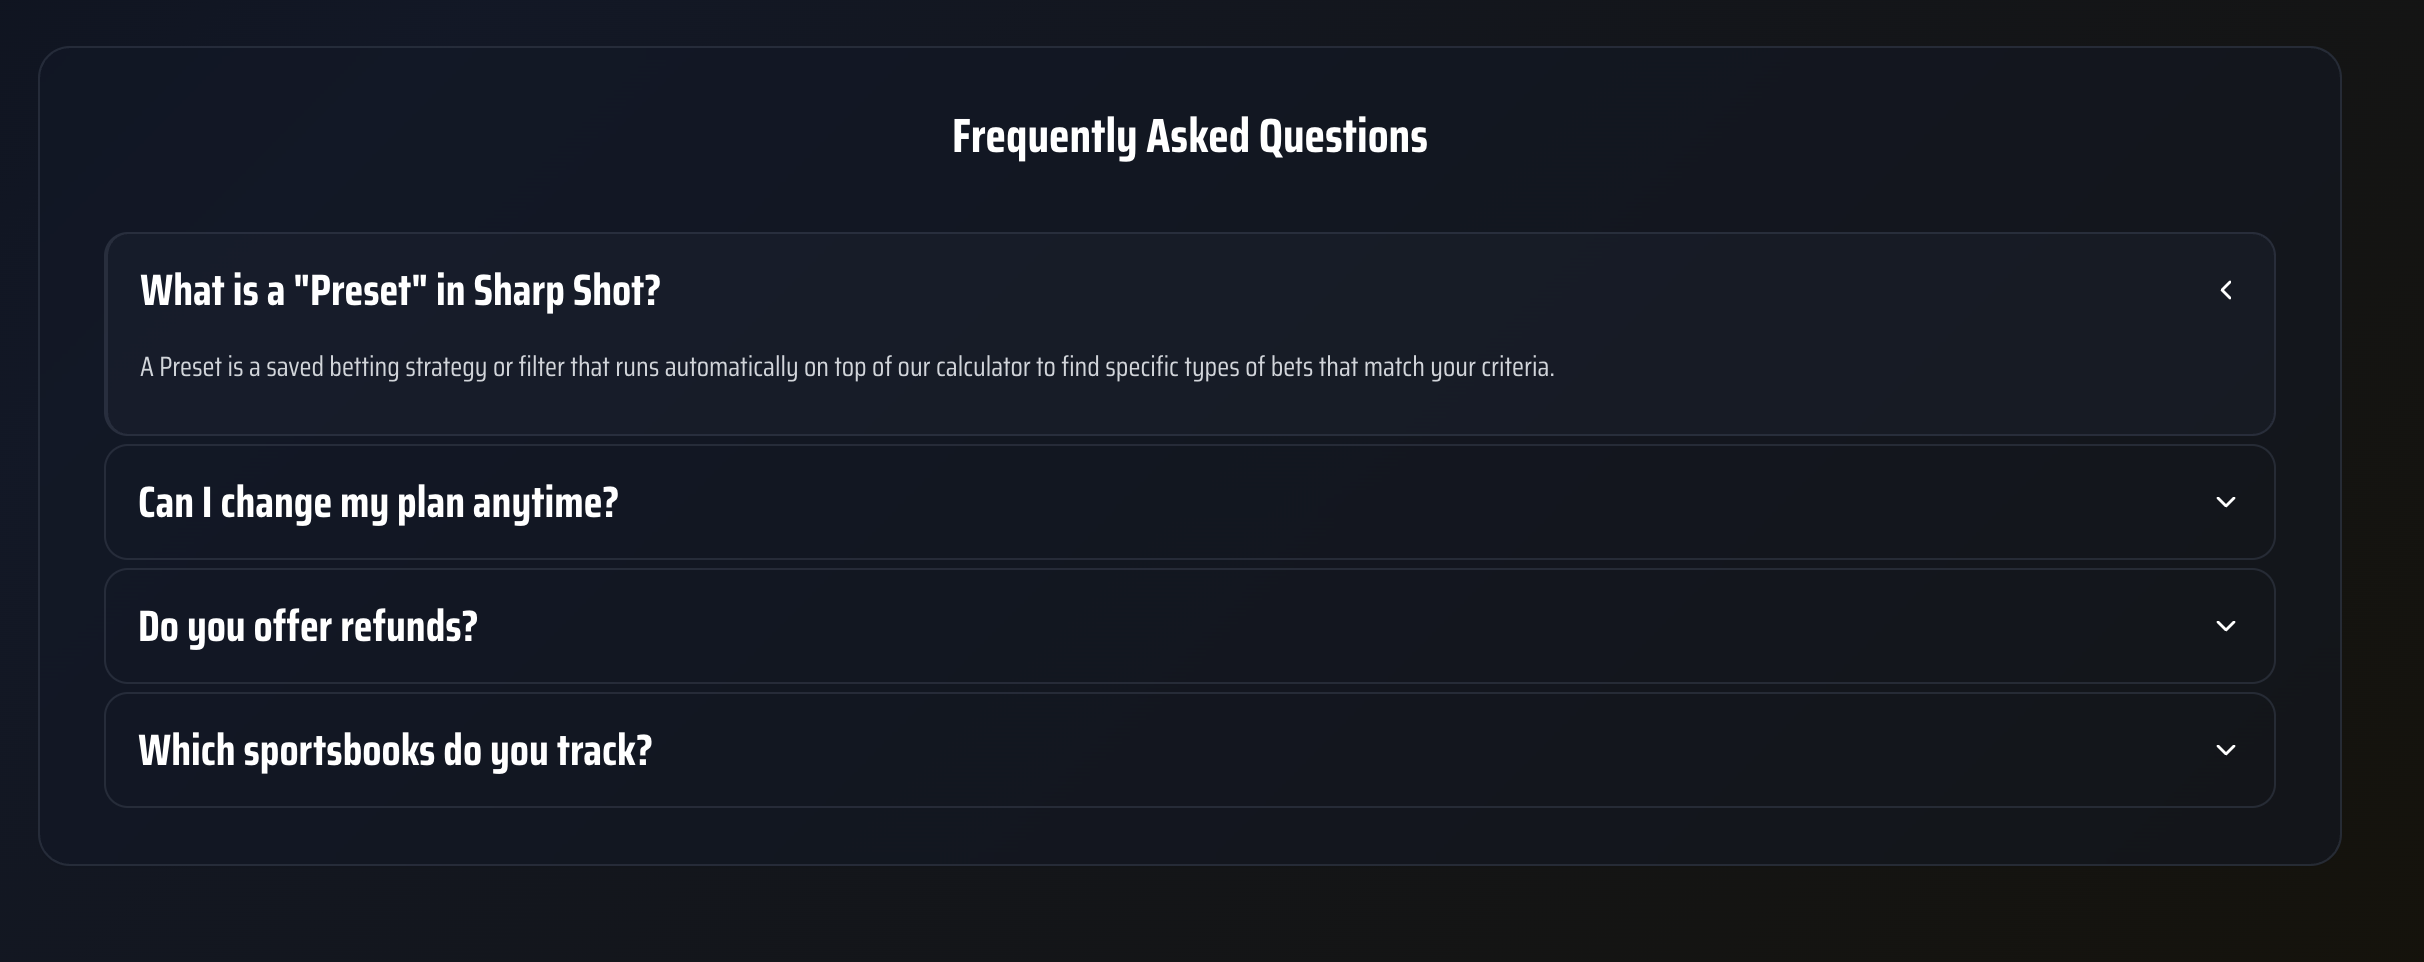 Frequently Asked Questions
What is a "Preset" in Sharp Shot?
A Preset is a saved betting strategy or filter that runs automatically on top of our calculator to find specific types of bets that match your criteria.
Can I change my plan anytime?
Do you offer refunds?
Which sportsbooks do you track?